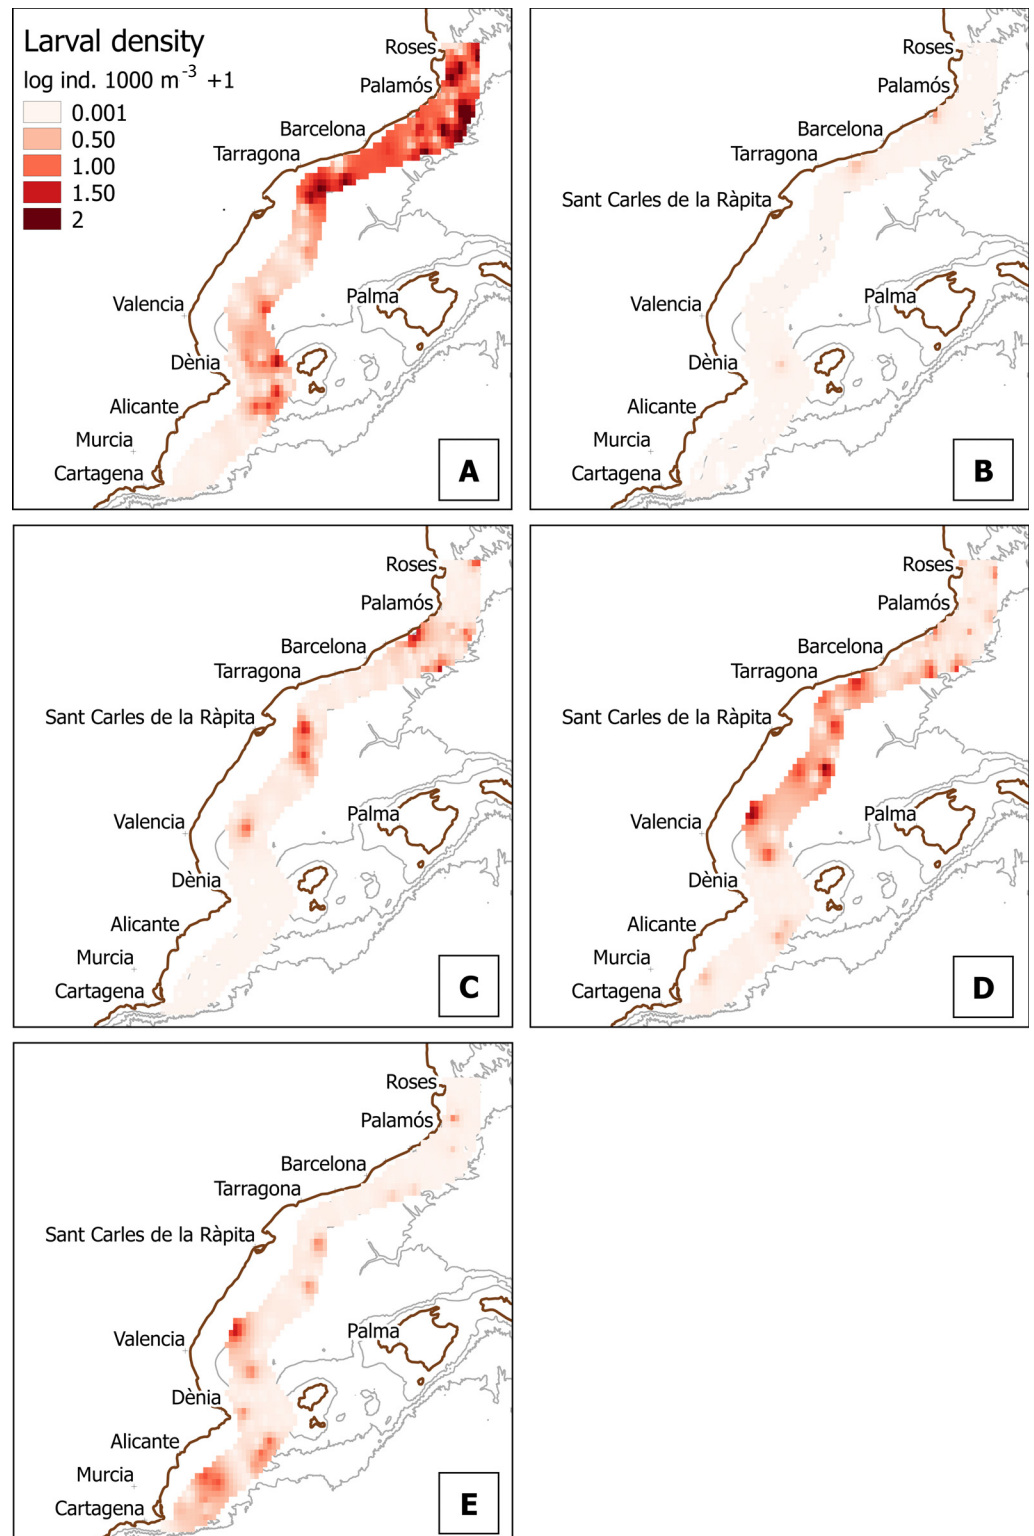 Larval density
log ind. 1000 m⁻³ +1
0.001
0.50
1.00
1.50
2
Roses
Palamós
Barcelona
Tarragona
Valencia
Palma
Dènia
Alicante
Murcia
Cartagena
A
Roses
Palamós
Barcelona
Tarragona
Sant Carles de la Ràpita
Valencia
Palma
Dènia
Alicante
Murcia
Cartagena
B
Roses
Palamós
Barcelona
Tarragona
Sant Carles de la Ràpita
Valencia
Palma
Dènia
Alicante
Murcia
Cartagena
C
Roses
Palamós
Barcelona
Tarragona
Sant Carles de la Ràpita
Valencia
Palma
Dènia
Alicante
Murcia
Cartagena
D
Roses
Palamós
Barcelona
Tarragona
Sant Carles de la Ràpita
Valencia
Palma
Dènia
Alicante
Murcia
Cartagena
E